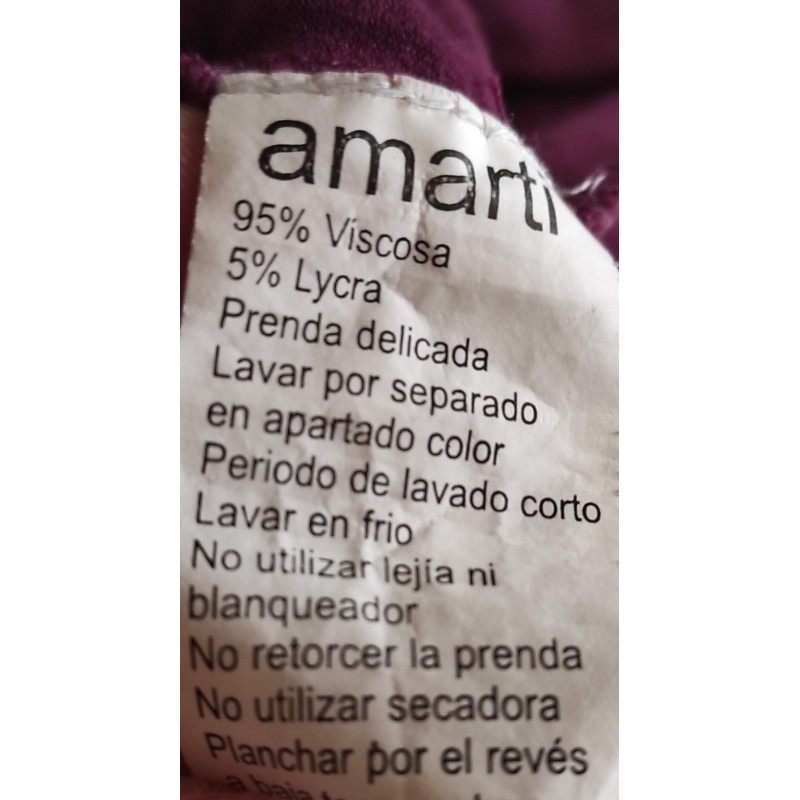 amarti
95% Viscosa
5% Lycra
Prenda delicada
Lavar por separado
en apartado color
Periodo de lavado corto
Lavar en frio
No utilizar lejía ni
blanqueador
No retorcer la prenda
No utilizar secadora
Planchar por el revés
a baja